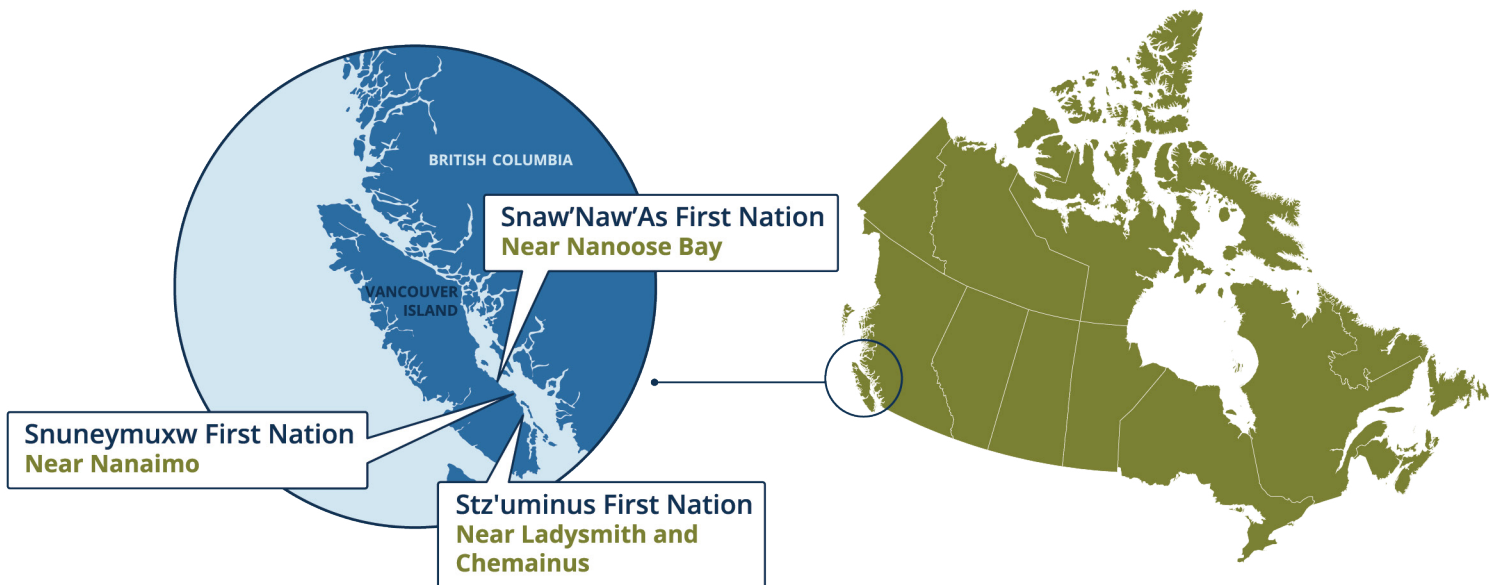 BRITISH COLUMBIA
Snaw’Naw’As First Nation
Near Nanoose Bay
VANCOUVER
ISLAND
Snuneymuxw First Nation
Near Nanaimo
Stz'uminus First Nation
Near Ladysmith and
Chemainus